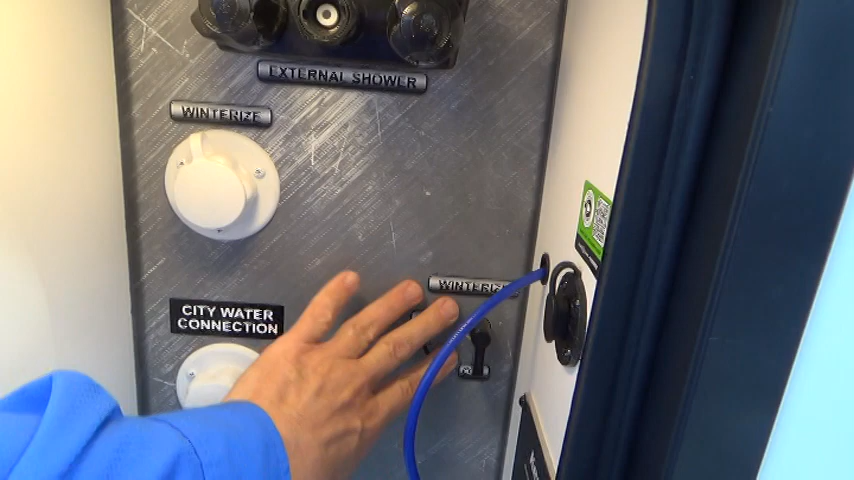 EXTERNAL SHOWER
WINTERIZE
WINTERIZE
CITY WATER
CONNECTION